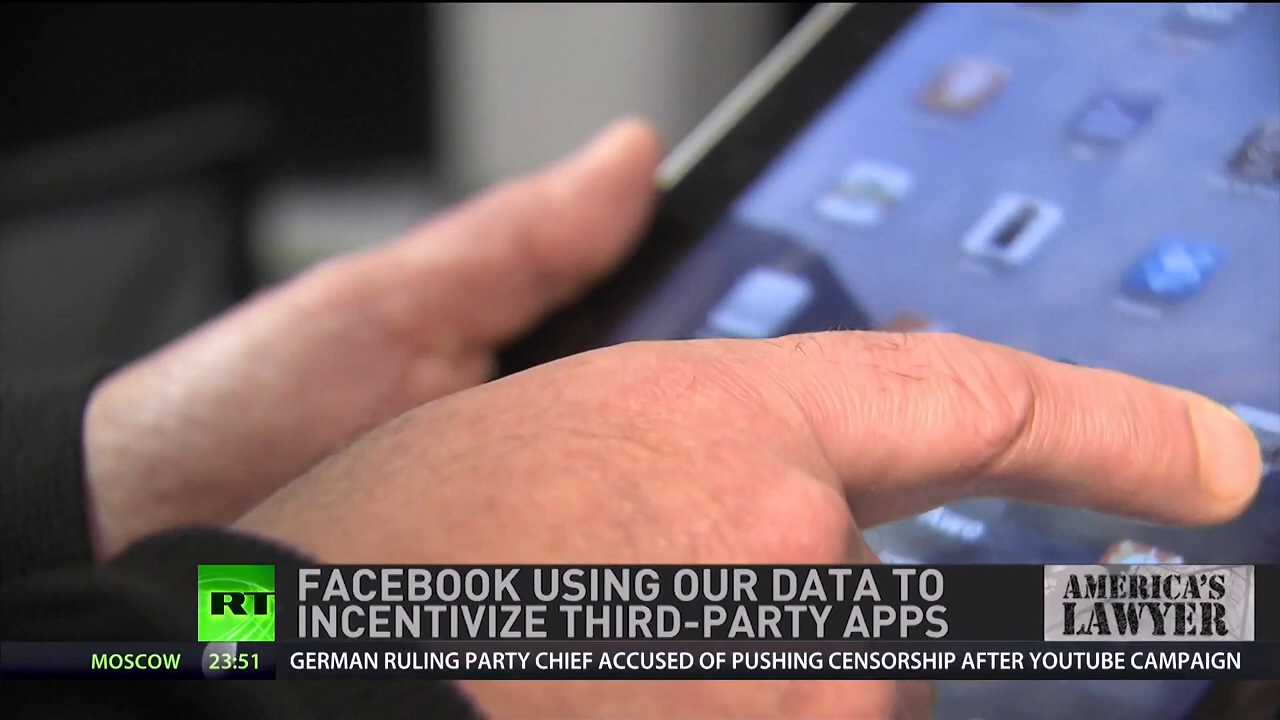 RT
FACEBOOK USING OUR DATA TO
INCENTIVIZE THIRD-PARTY APPS
AMERICA'S
LAWYER
MOSCOW 23:51 GERMAN RULING PARTY CHIEF ACCUSED OF PUSHING CENSORSHIP AFTER YOUTUBE CAMPAIGN